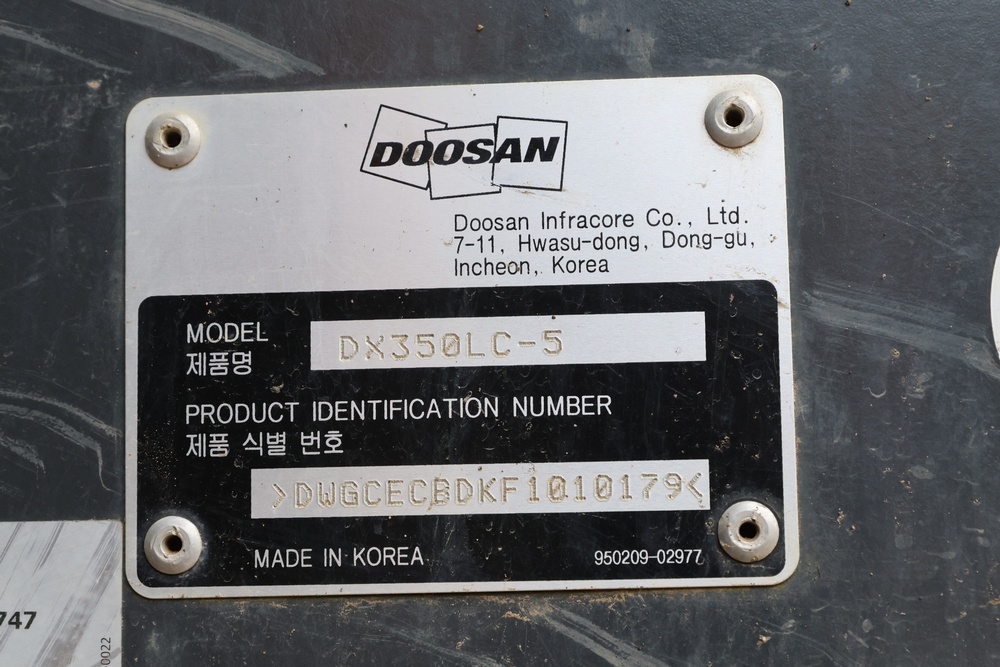 DOOSAN
Doosan Infracore Co., Ltd.
7-11, Hwasu-dong, Dong-gu,
Incheon, Korea
MODEL
제품명
DX350LC-5
PRODUCT IDENTIFICATION NUMBER
제품 식별 번호
>DWGCECBDKF1010179<
MADE IN KOREA
950209-02977
747
0022